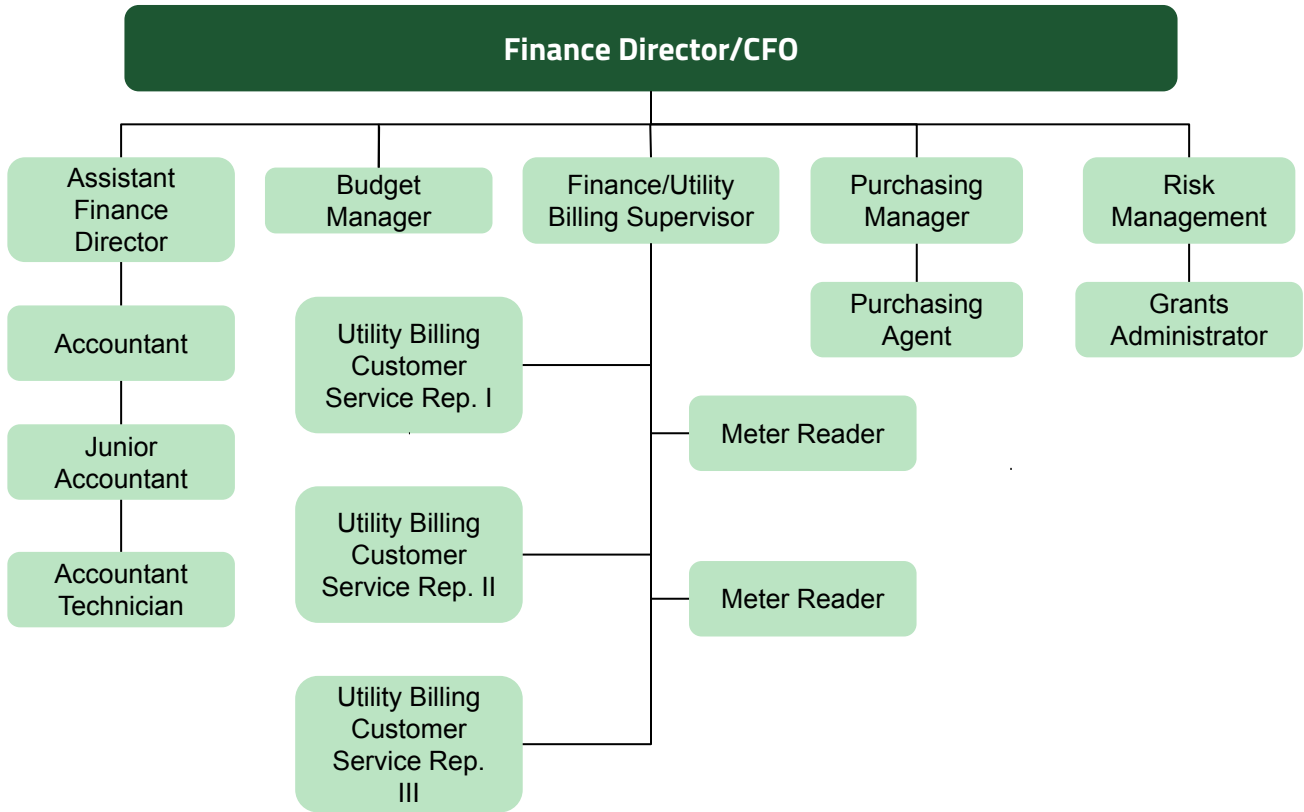 Finance Director/CFO
Assistant
Finance
Director
Budget
Manager
Finance/Utility
Billing Supervisor
Purchasing
Manager
Risk
Management
Accountant
Utility Billing
Customer
Service Rep. I
Purchasing
Agent
Grants
Administrator
Junior
Accountant
Meter Reader
Accountant
Technician
Utility Billing
Customer
Service Rep. II
Meter Reader
Utility Billing
Customer
Service Rep.
III